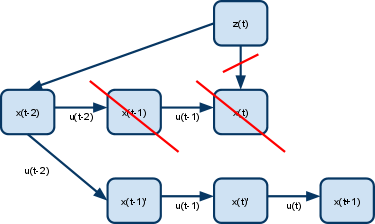 z(t)
x(t-2)
u(t-2)
x(t-1)
u(t-1)
x(t)
u(t-2)
x(t-1)'
u(t-1)
x(t)'
u(t)
x(t+1)